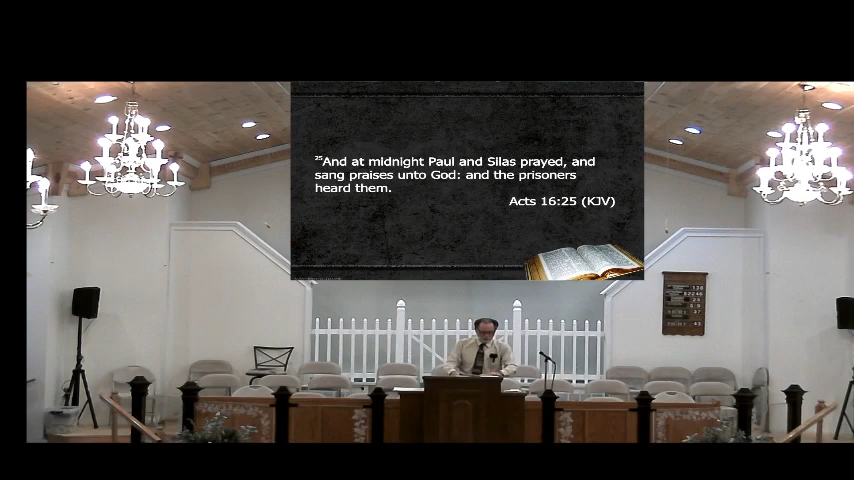 ²⁵And at midnight Paul and Silas prayed, and
sang praises unto God: and the prisoners
heard them.
Acts 16:25 (KJV)